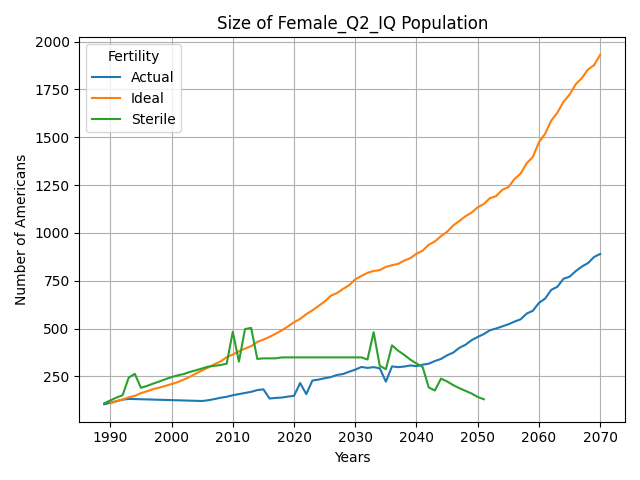 Size of Female_Q2_IQ Population
Fertility
Actual
Ideal
Sterile
2000
1750
1500
1250
1000
750
500
250
Number of Americans
1990 2000 2010 2020 2030 2040 2050 2060 2070
Years